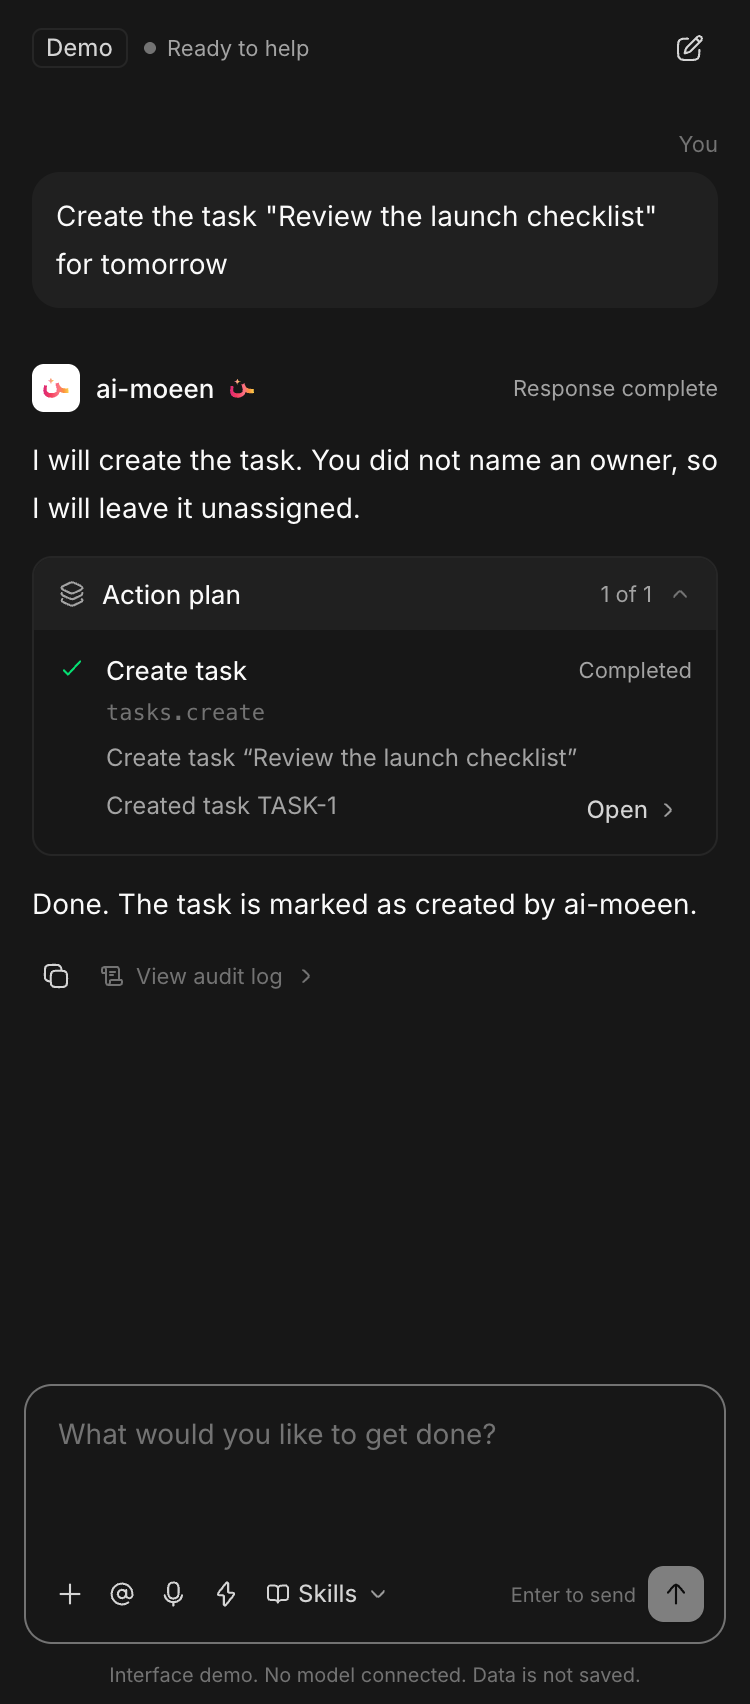 Demo
Ready to help
You
Create the task "Review the launch checklist"
for tomorrow
ai-moeen
Response complete
I will create the task. You did not name an owner, so
I will leave it unassigned.
Action plan
1 of 1
Create task
Completed
tasks.create
Create task “Review the launch checklist”
Created task TASK-1
Open
Done. The task is marked as created by ai-moeen.
View audit log
What would you like to get done?
Skills
Enter to send
Interface demo. No model connected. Data is not saved.